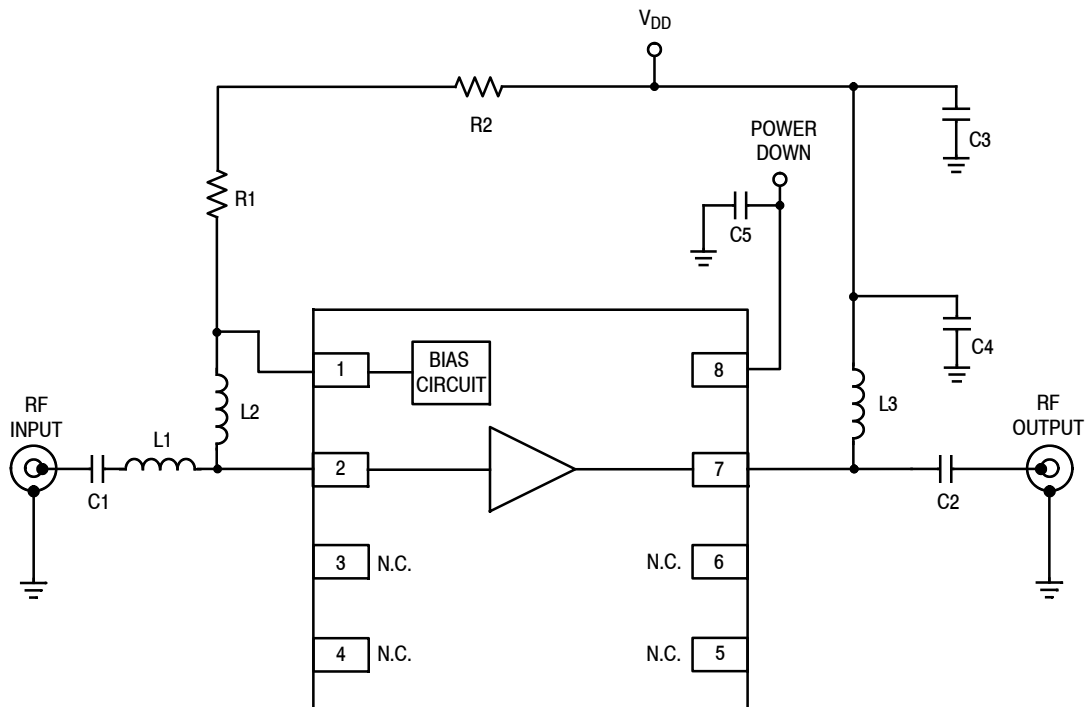 VDD
R2
C3
POWER
DOWN
R1
C5
C4
1
BIAS
CIRCUIT
8
L2
L3
RF
INPUT
RF
OUTPUT
L1
2
7
C1
C2
3 N.C.
N.C. 6
4 N.C.
N.C. 5